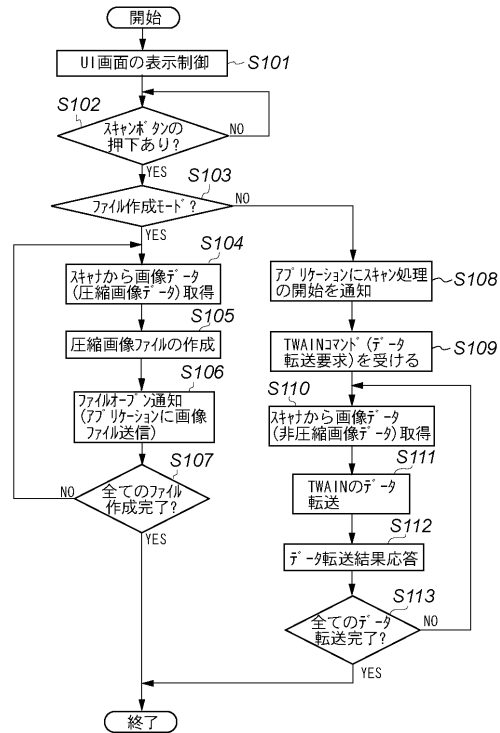 開始
UI画面の表示制御
S101
S102
ｽｷｬﾝﾎﾞﾀﾝの
押下あり?
NO
YES
S103
ﾌｧｲﾙ作成ﾓｰﾄﾞ?
NO
YES
S104
ｽｷｬﾅから画像ﾃﾞｰﾀ
(圧縮画像ﾃﾞｰﾀ)取得
S105
圧縮画像ﾌｧｲﾙの作成
S106
ﾌｧｲﾙｵｰﾌﾟﾝ通知
(ｱﾌﾟﾘｹｰｼｮﾝに画像
ﾌｧｲﾙ送信)
S107
全てのﾌｧｲﾙ
作成完了?
NO
YES
ｱﾌﾟﾘｹｰｼｮﾝにｽｷｬﾝ処理
の開始を通知
S108
TWAINｺﾏﾝﾄﾞ(ﾃﾞｰﾀ
転送要求)を受ける
S109
S110
ｽｷｬﾅから画像ﾃﾞｰﾀ
(非圧縮画像ﾃﾞｰﾀ)取得
S111
TWAINのﾃﾞｰﾀ
転送
S112
ﾃﾞｰﾀ転送結果応答
S113
全てのﾃﾞｰﾀ
転送完了?
NO
YES
終了